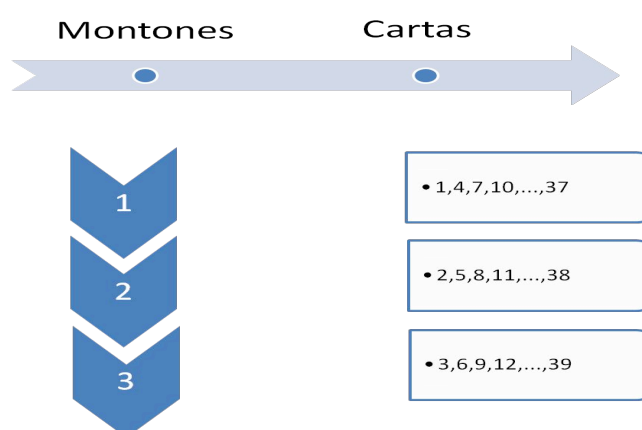 Montones Cartas
1 • 1,4,7,10,...,37
2 • 2,5,8,11,...,38
3 • 3,6,9,12,...,39